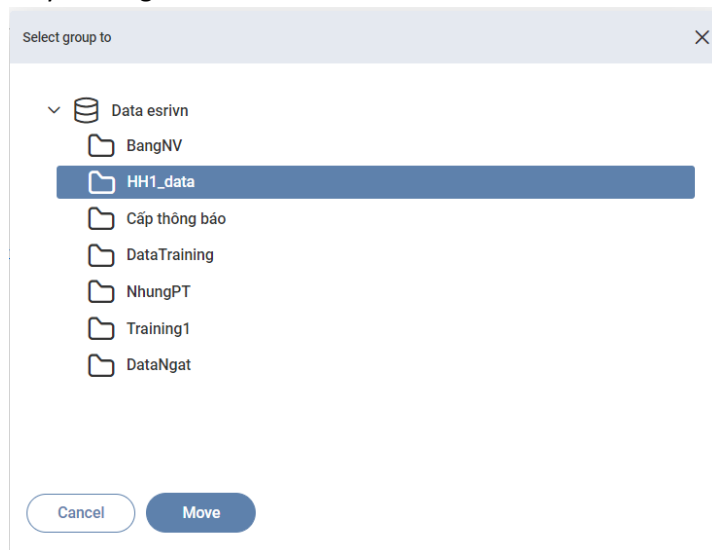 Select group to
Data esrivn
BangNV
HH1_data
Cấp thông báo
DataTraining
NhungPT
Training1
DataNgat
Cancel
Move